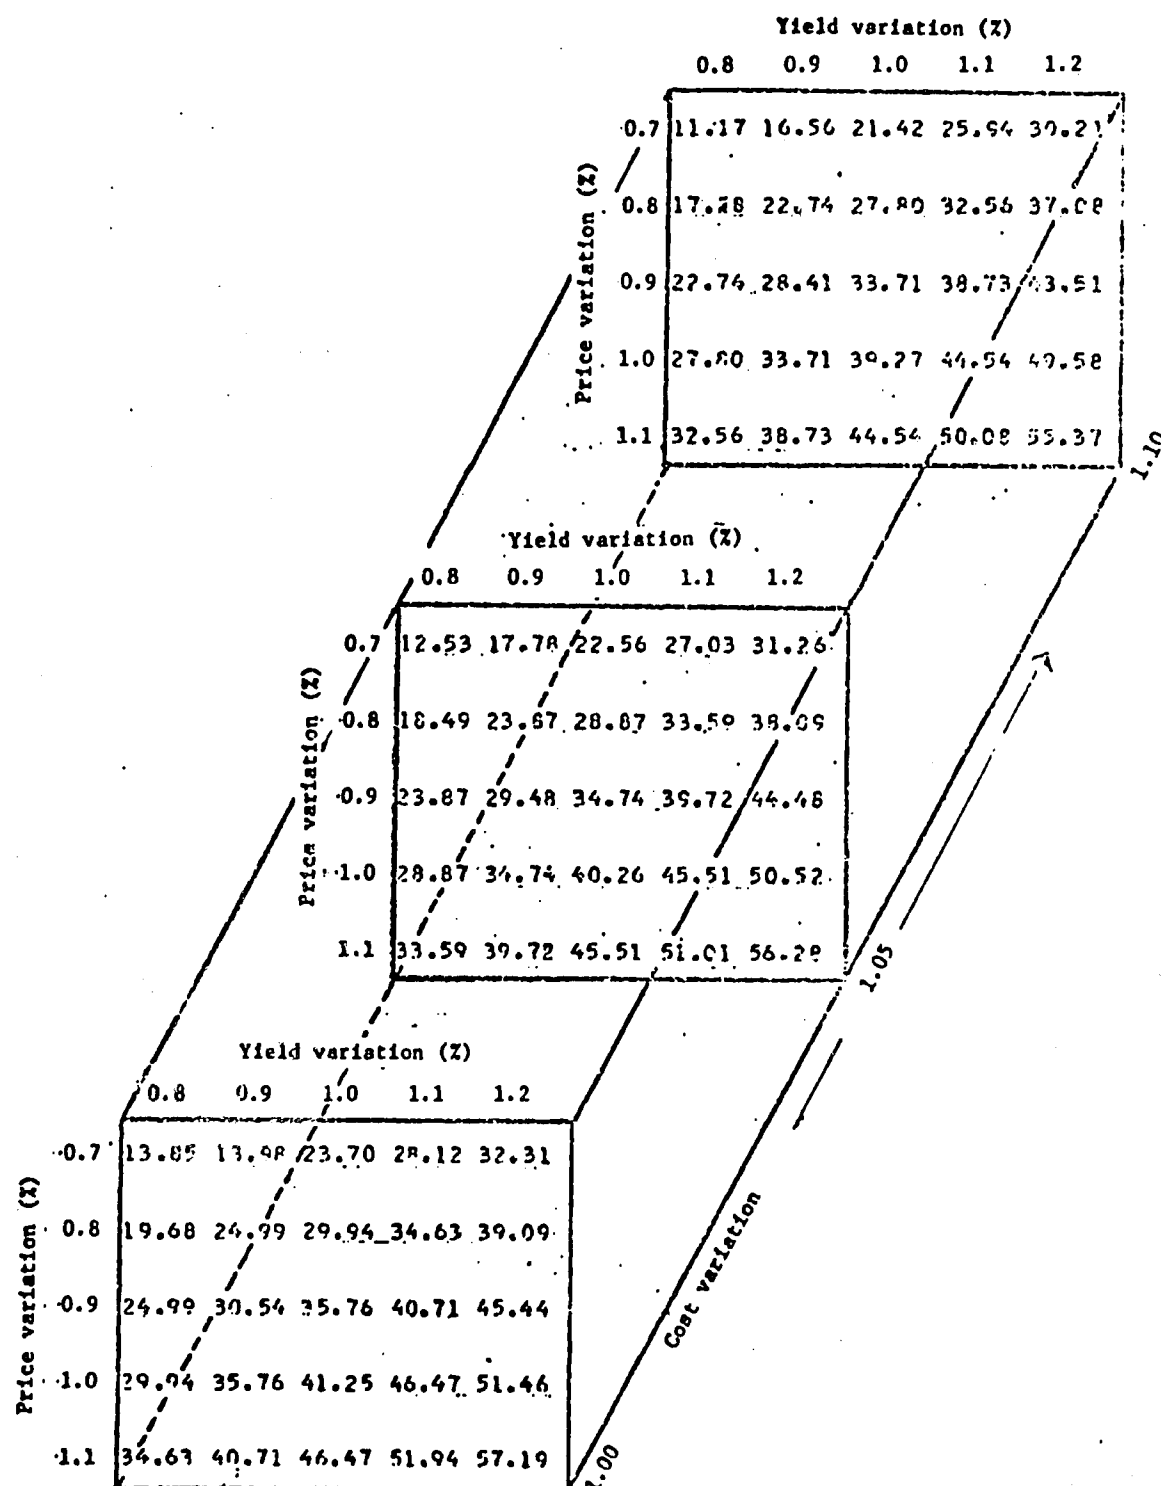 Yield variation (%)
0.8 0.9 1.0 1.1 1.2
Price variation (%)
0.7 11.17 16.56 21.42 25.94 30.21
0.8 17.28 22.74 27.80 32.56 37.08
0.9 22.74 28.41 33.71 38.73 43.51
1.0 27.80 33.71 39.27 44.54 49.58
1.1 32.56 38.73 44.54 50.08 55.37
1.10
Yield variation (%)
0.8 0.9 1.0 1.1 1.2
Price variation (%)
0.7 12.53 17.78 22.56 27.03 31.26
0.8 18.49 23.87 28.87 33.59 38.09
0.9 23.87 29.48 34.74 39.72 44.48
1.0 28.87 34.74 40.26 45.51 50.52
1.1 33.59 39.72 45.51 51.01 56.28
1.05
Yield variation (%)
0.8 0.9 1.0 1.1 1.2
Price variation (%)
0.7 13.85 18.98 23.70 28.12 32.31
0.8 19.68 24.99 29.94 34.63 39.09
0.9 24.99 30.54 35.76 40.71 45.44
1.0 29.94 35.76 41.25 46.47 51.46
1.1 34.63 40.71 46.47 51.94 57.19
Cost variation
1.00